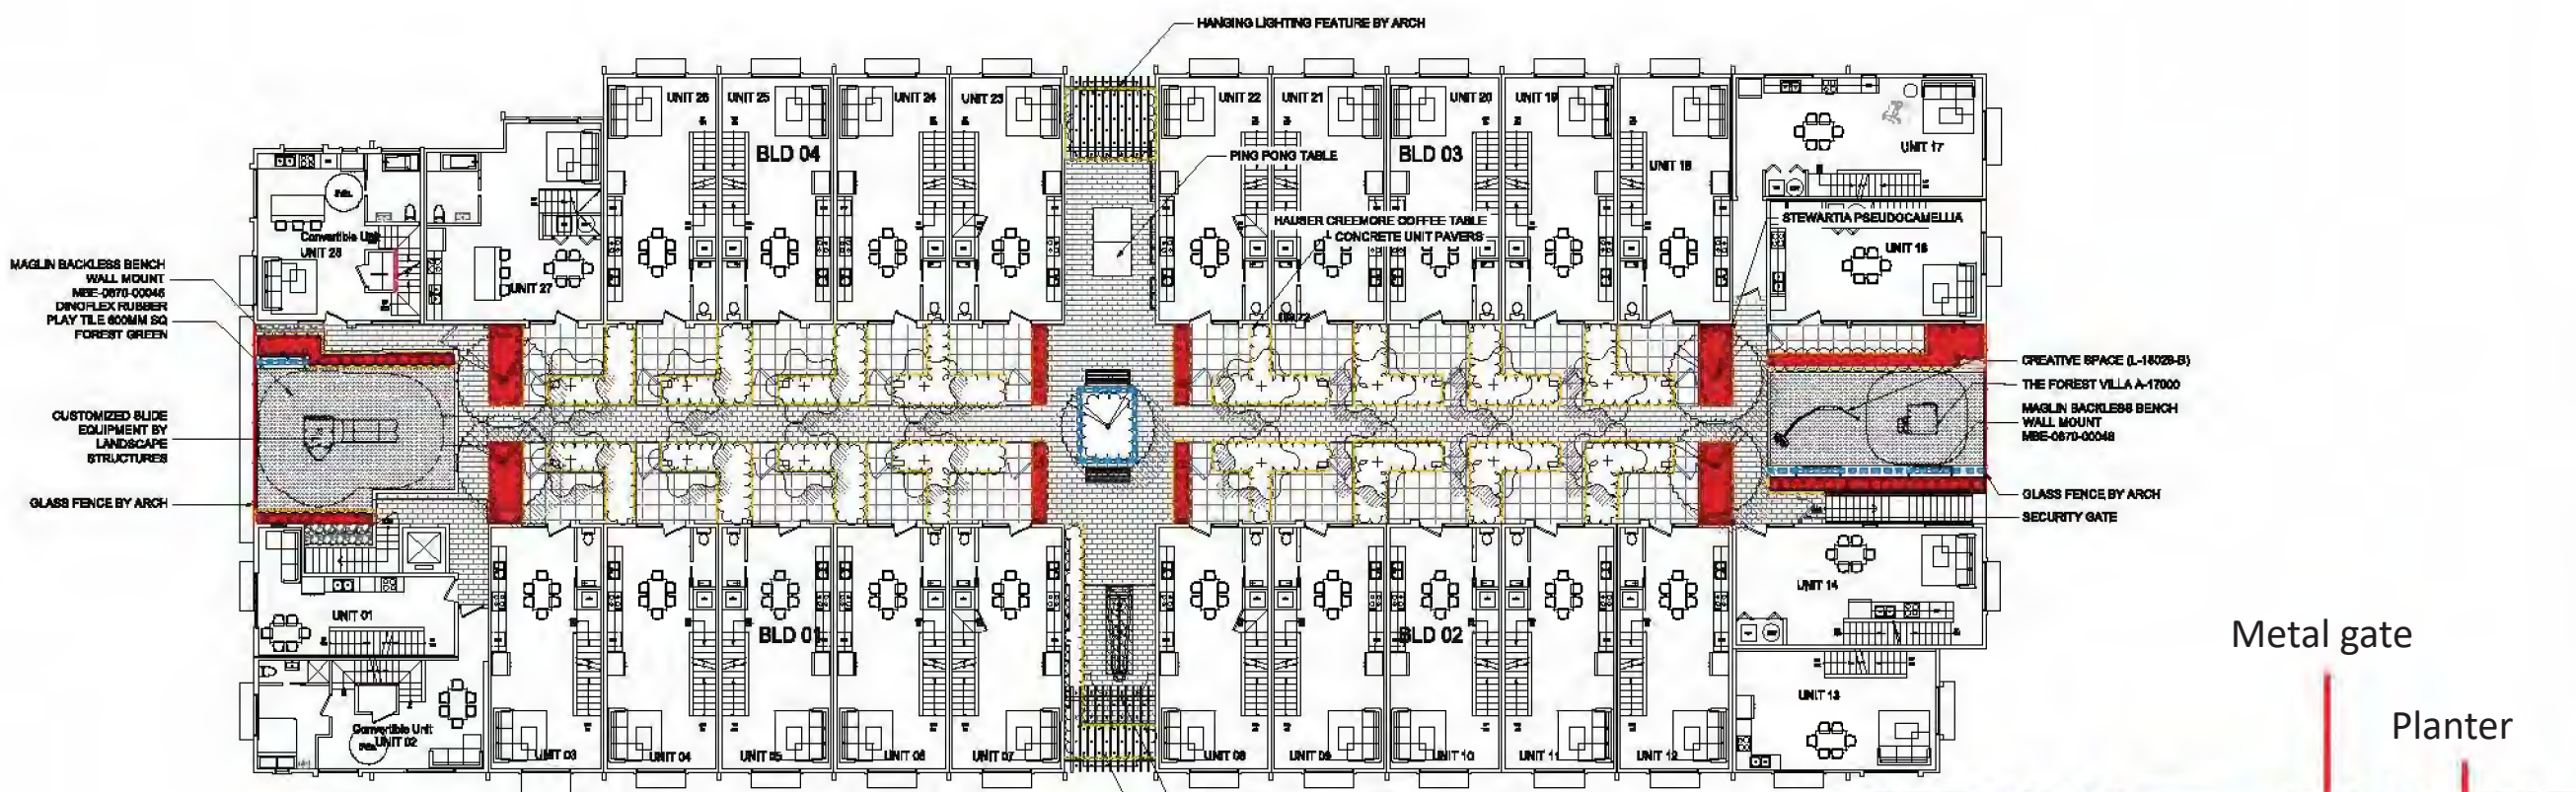 HANGING LIGHTING FEATURE BY ARCH
UNIT 26
UNIT 25
UNIT 24
UNIT 23
UNIT 22
UNIT 21
UNIT 20
UNIT 19
BLD 04
BLD 03
PING PONG TABLE
UNIT 18
UNIT 17
HAUSER CREEMORE COFFEE TABLE
CONCRETE UNIT PAVERS
STEWARTIA PSEUDOCAMELLIA
UNIT 16
Convertible Unit
UNIT 28
UNIT 27
MAGLIN BACKLESS BENCH
WALL MOUNT
DINOFLEX RUBBER
PLAY TILE 600MM SQ
FOREST GREEN
CUSTOMIZED SLIDE
EQUIPMENT BY
LANDSCAPE
STRUCTURES
GLASS FENCE BY ARCH
CREATIVE SPACE
THE FOREST VILLA A-17000
MAGLIN BACKLESS BENCH
WALL MOUNT
GLASS FENCE BY ARCH
SECURITY GATE
UNIT 01
UNIT 14
BLD 01
BLD 02
Convertible Unit
UNIT 02
UNIT 03
UNIT 04
UNIT 05
UNIT 06
UNIT 07
UNIT 08
UNIT 09
UNIT 10
UNIT 11
UNIT 12
UNIT 13
Metal gate
Planter